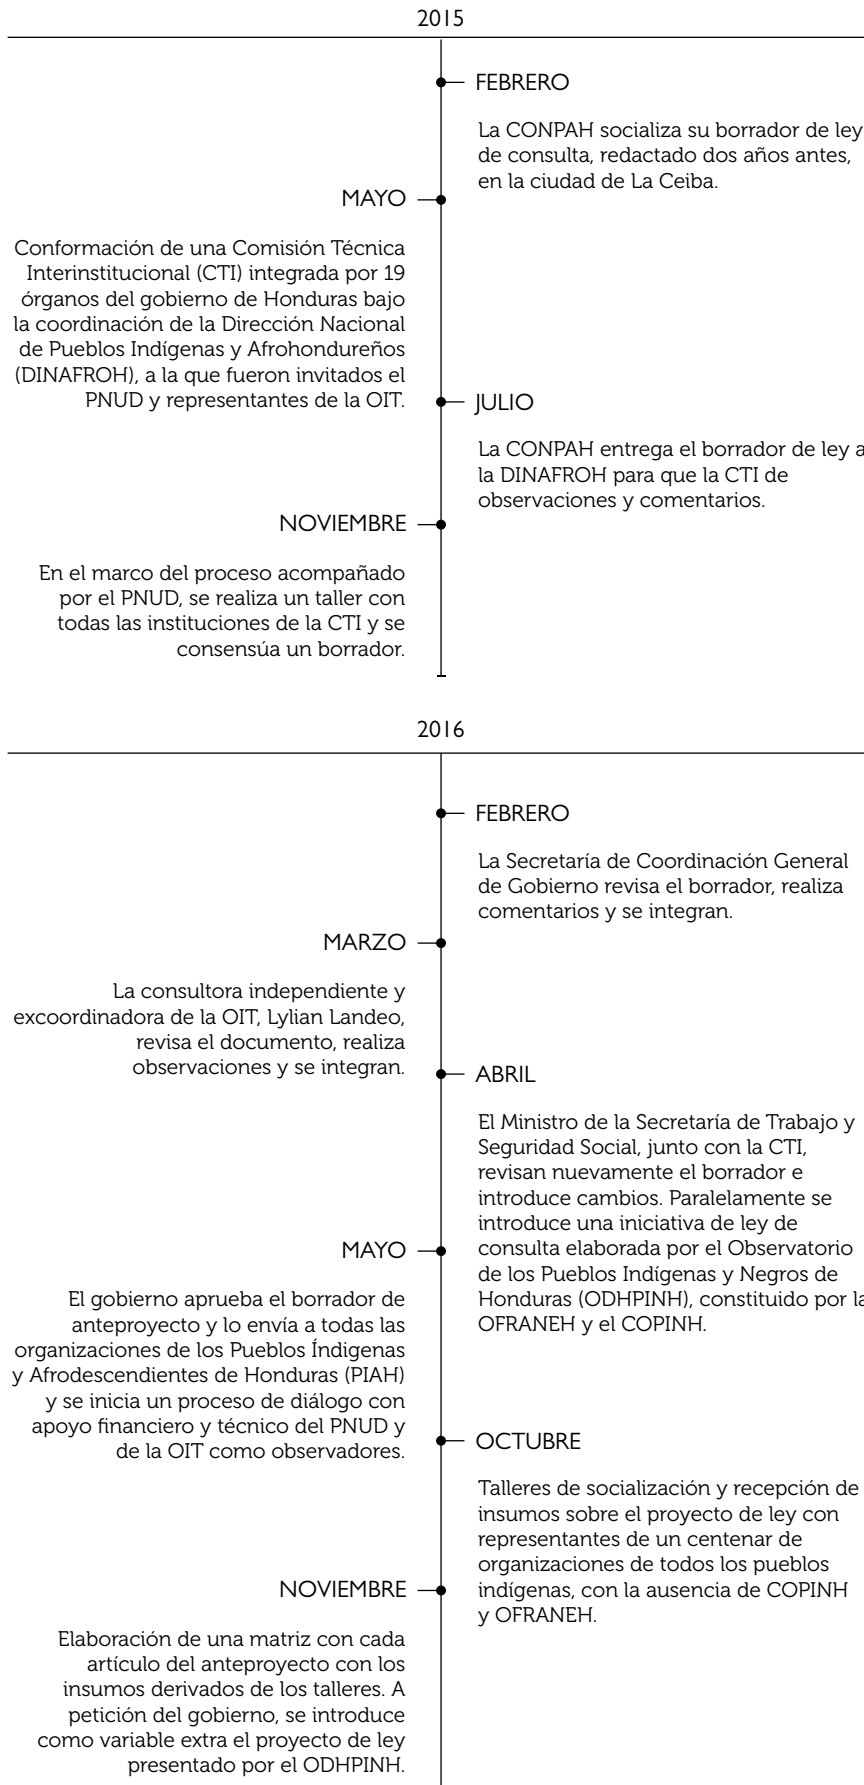 2015
FEBRERO
La CONPAH socializa su borrador de ley
de consulta, redactado dos años antes,
en la ciudad de La Ceiba.
MAYO
Conformación de una Comisión Técnica
Interinstitucional (CTI) integrada por 19
órganos del gobierno de Honduras bajo
la coordinación de la Dirección Nacional
de Pueblos Indígenas y Afrohondureños
(DINAFROH), a la que fueron invitados el
PNUD y representantes de la OIT.
JULIO
La CONPAH entrega el borrador de ley a
la DINAFROH para que la CTI de
observaciones y comentarios.
NOVIEMBRE
En el marco del proceso acompañado
por el PNUD, se realiza un taller con
todas las instituciones de la CTI y se
consensúa un borrador.
2016
FEBRERO
La Secretaría de Coordinación General
de Gobierno revisa el borrador, realiza
comentarios y se integran.
MARZO
La consultora independiente y
excoordinadora de la OIT, Lylian Landeo,
revisa el documento, realiza
observaciones y se integran.
ABRIL
El Ministro de la Secretaría de Trabajo y
Seguridad Social, junto con la CTI,
revisan nuevamente el borrador e
introduce cambios. Paralelamente se
introduce una iniciativa de ley de
consulta elaborada por el Observatorio
de los Pueblos Indígenas y Negros de
Honduras (ODHPINH), constituido por la
OFRANEH y el COPINH.
MAYO
El gobierno aprueba el borrador de
anteproyecto y lo envía a todas las
organizaciones de los Pueblos Índigenas
y Afrodescendientes de Honduras (PIAH)
y se inicia un proceso de diálogo con
apoyo financiero y técnico del PNUD y
de la OIT como observadores.
OCTUBRE
Talleres de socialización y recepción de
insumos sobre el proyecto de ley con
representantes de un centenar de
organizaciones de todos los pueblos
indígenas, con la ausencia de COPINH
y OFRANEH.
NOVIEMBRE
Elaboración de una matriz con cada
artículo del anteproyecto con los
insumos derivados de los talleres. A
petición del gobierno, se introduce
como variable extra el proyecto de ley
presentado por el ODHPINH.